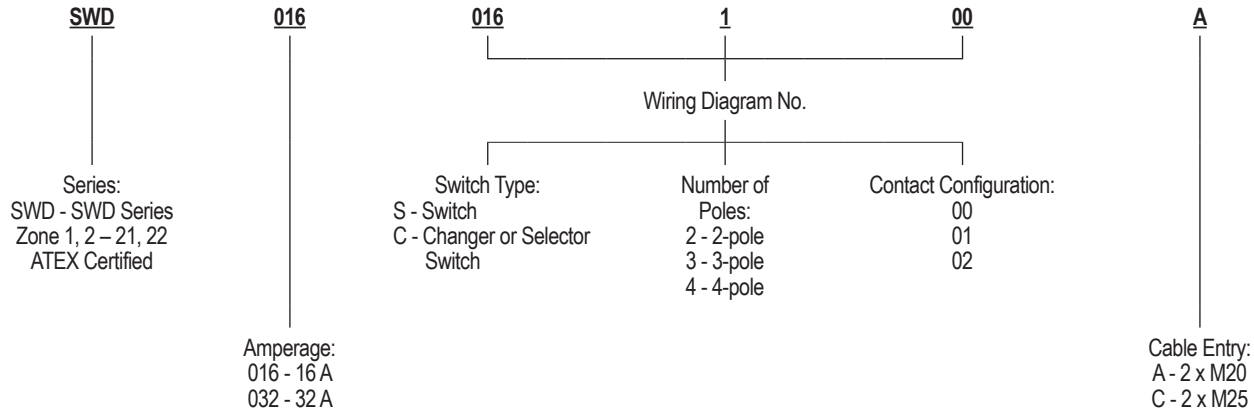 SWD 016 016 1 00 A
Wiring Diagram No.
Series:
SWD - SWD Series
Zone 1, 2 – 21, 22
ATEX Certified
Switch Type:
S - Switch
C - Changer or Selector
Switch
Number of
Poles:
2 - 2-pole
3 - 3-pole
4 - 4-pole
Contact Configuration:
00
01
02
Amperage:
016 - 16 A
032 - 32 A
Cable Entry:
A - 2 x M20
C - 2 x M25